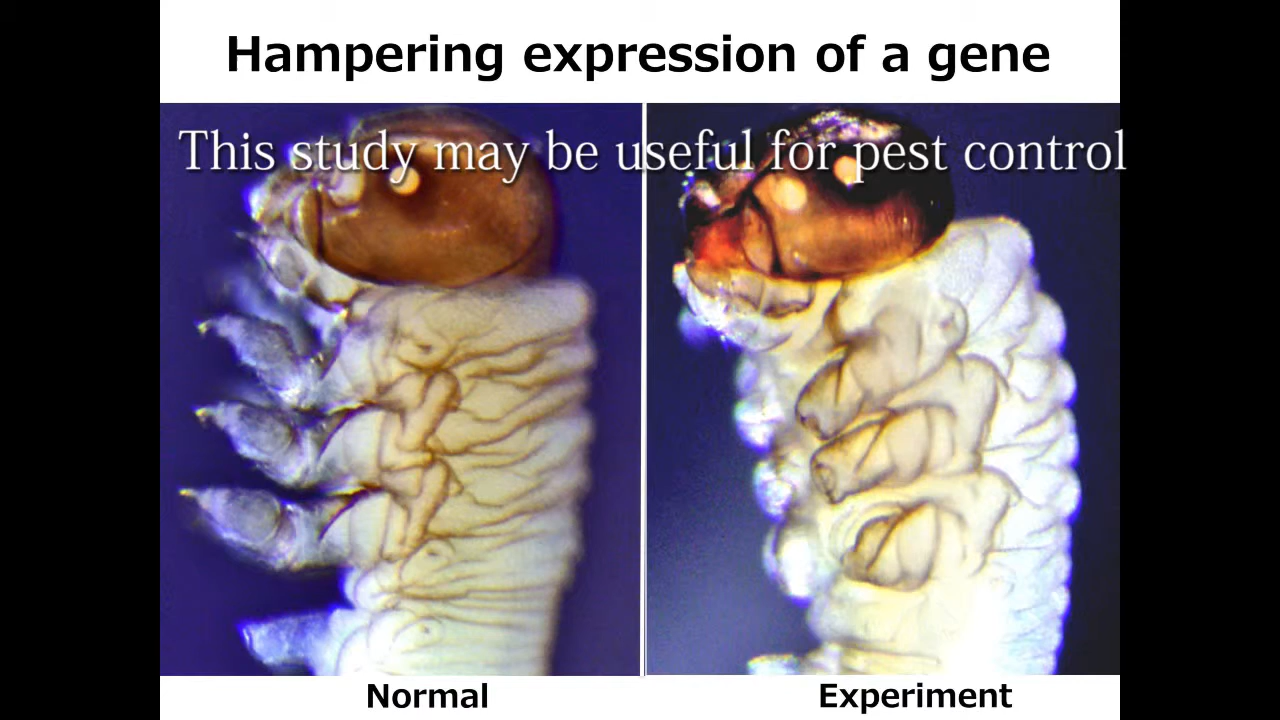 Hampering expression of a gene
This study may be useful for pest control
Normal
Experiment